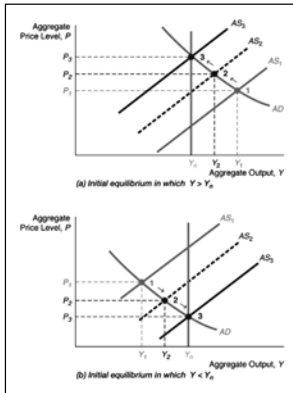 Aggregate
Price Level, P
AS₃
AS₂
AS₁
P₃
P₂
P₁
3
2
1
AD
Yₙ
Y₂
Y₁
Aggregate Output, Y
(a) Initial equilibrium in which Y > Yₙ
Aggregate
Price Level, P
AS₁
AS₂
AS₃
P₁
P₂
P₃
1
2
3
AD
Y₁
Y₂
Yₙ
Aggregate Output, Y
(b) Initial equilibrium in which Y < Yₙ